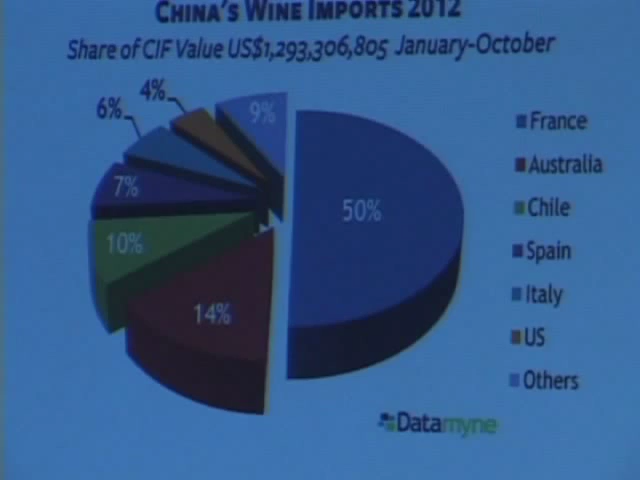 CHINA'S WINE IMPORTS 2012
Share of CIF Value US$1,293,306,805 January-October
4%
6%
9%
7%
50%
10%
14%
France
Australia
Chile
Spain
Italy
US
Others
Datamyne